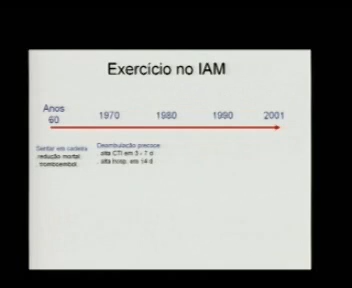 Exercício no IAM
Anos
60
1970
1980
1990
2001
Sentar em cadeira
.redução mortal.
.tromboembol.
Deambulação precoce
. alta CTI em 3 - 7 d
. alta hosp. em 14 d